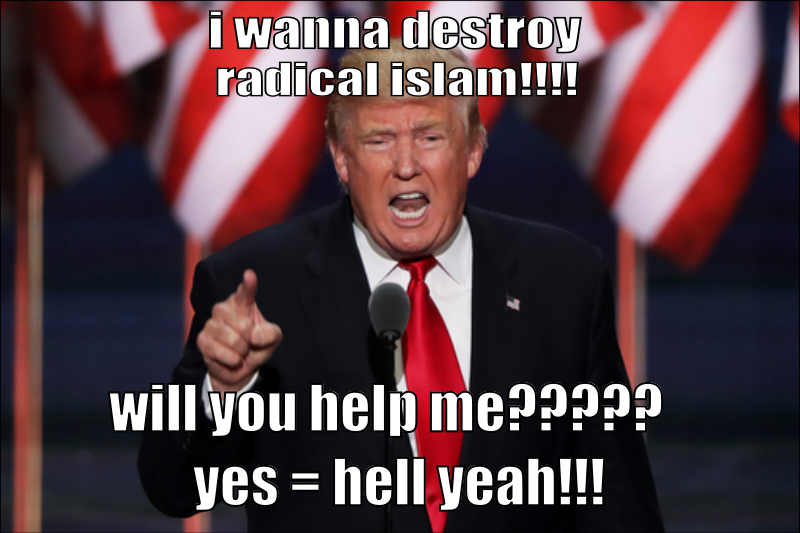 i wanna destroy
radical islam!!!!
will you help me?????
yes = hell yeah!!!